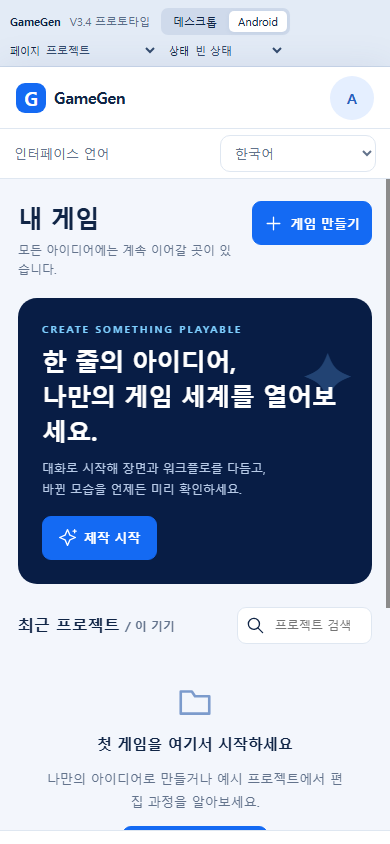 GameGen V3.4 프로토타입 데스크톱 Android
페이지 프로젝트 상태 빈 상태
G GameGen A
인터페이스 언어 한국어
내 게임
게임 만들기
모든 아이디어에는 계속 이어갈 곳이 있
습니다.
CREATE SOMETHING PLAYABLE
한 줄의 아이디어,
나만의 게임 세계를 열어보
세요.
대화로 시작해 장면과 워크플로를 다듬고,
바뀐 모습을 언제든 미리 확인하세요.
제작 시작
최근 프로젝트 / 이 기기 프로젝트 검색
첫 게임을 여기서 시작하세요
나만의 아이디어로 만들거나 예시 프로젝트에서 편
집 과정을 알아보세요.